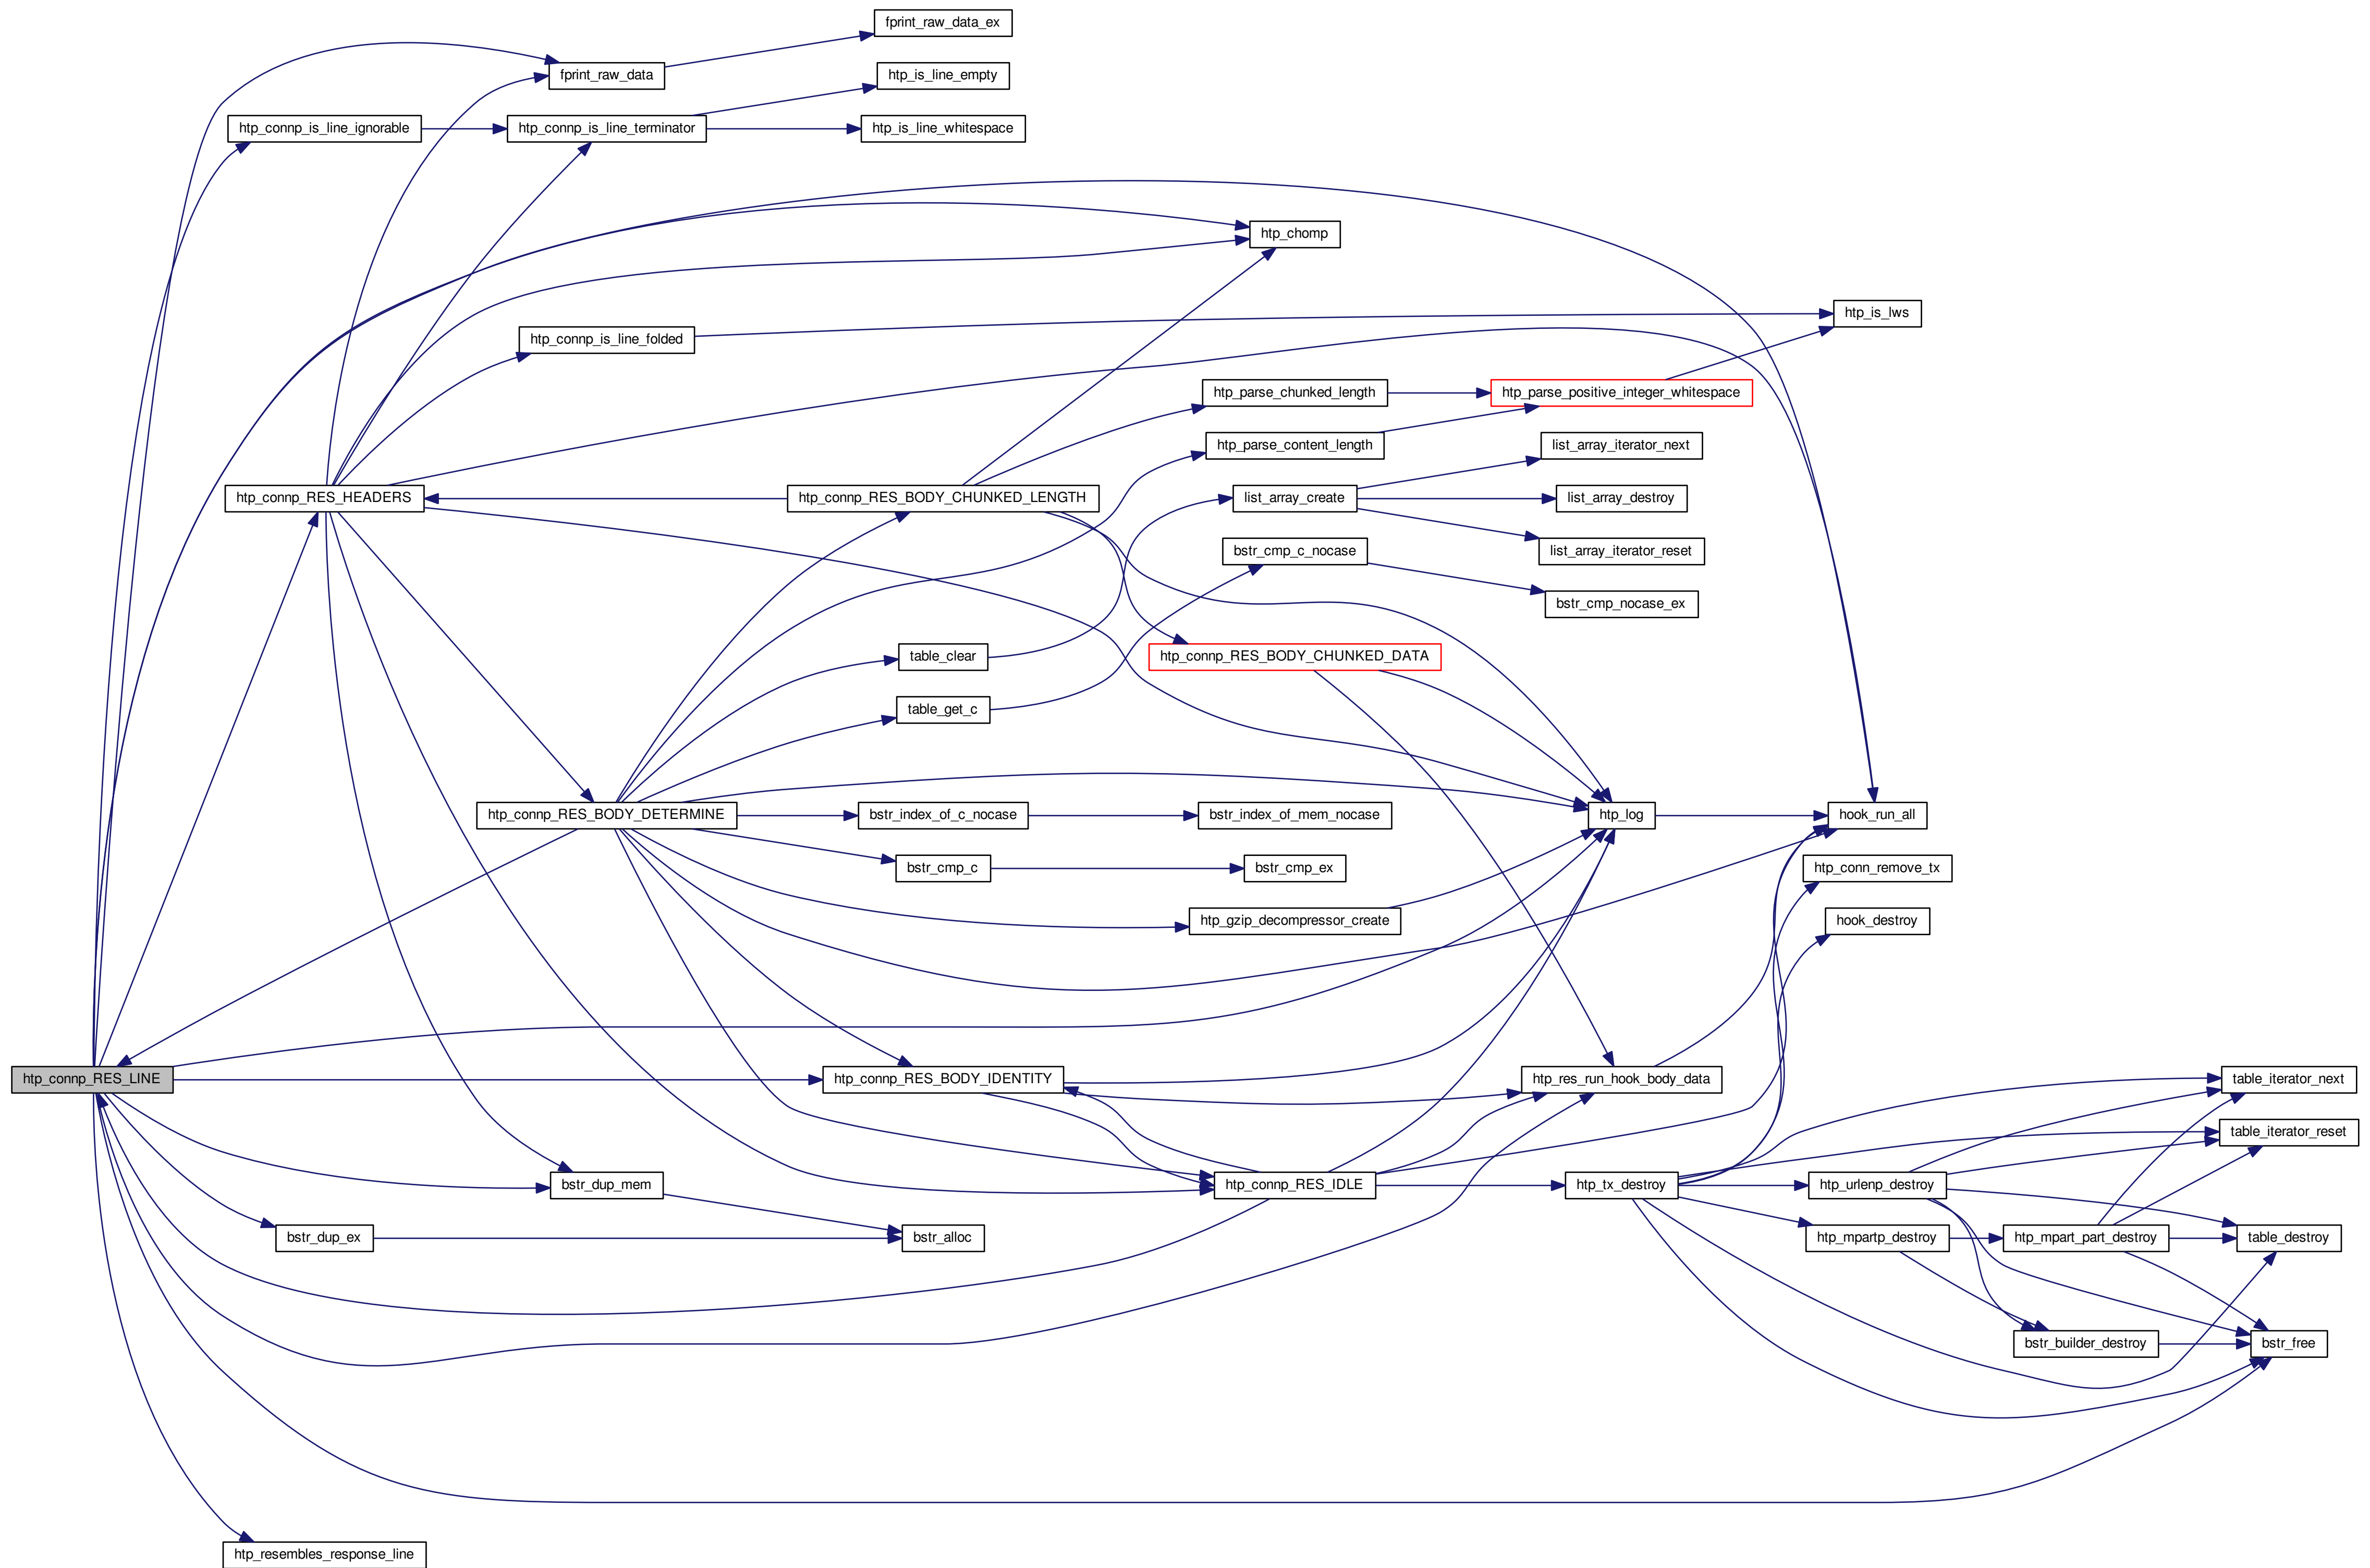 fprint_raw_data_ex
fprint_raw_data
htp_is_line_empty
htp_connp_is_line_ignorable
htp_connp_is_line_terminator
htp_is_line_whitespace
htp_chomp
htp_is_lws
htp_connp_is_line_folded
htp_parse_chunked_length
htp_parse_positive_integer_whitespace
htp_parse_content_length
list_array_iterator_next
htp_connp_RES_HEADERS
htp_connp_RES_BODY_CHUNKED_LENGTH
list_array_create
list_array_destroy
bstr_cmp_c_nocase
list_array_iterator_reset
bstr_cmp_nocase_ex
table_clear
htp_connp_RES_BODY_CHUNKED_DATA
table_get_c
htp_connp_RES_BODY_DETERMINE
bstr_index_of_c_nocase
bstr_index_of_mem_nocase
htp_log
hook_run_all
bstr_cmp_c
bstr_cmp_ex
htp_conn_remove_tx
htp_gzip_decompressor_create
hook_destroy
htp_connp_RES_LINE
htp_connp_RES_BODY_IDENTITY
htp_res_run_hook_body_data
table_iterator_next
table_iterator_reset
bstr_dup_mem
htp_connp_RES_IDLE
htp_tx_destroy
htp_urlenp_destroy
bstr_dup_ex
bstr_alloc
htp_mpartp_destroy
htp_mpart_part_destroy
table_destroy
bstr_builder_destroy
bstr_free
htp_resembles_response_line